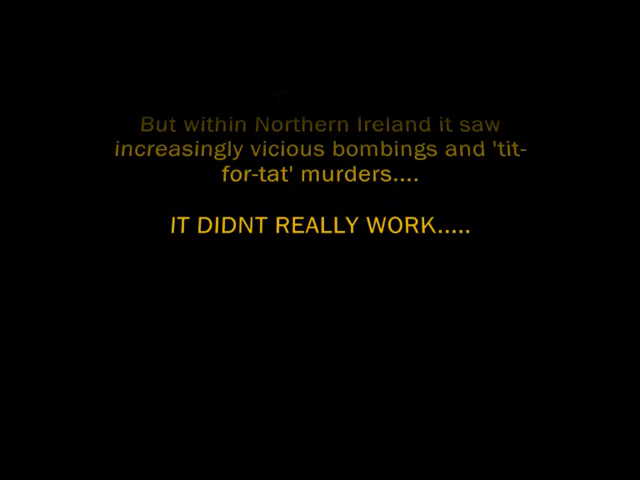 But within Northern Ireland it saw
increasingly vicious bombings and 'tit-
for-tat' murders....
IT DIDNT REALLY WORK.....